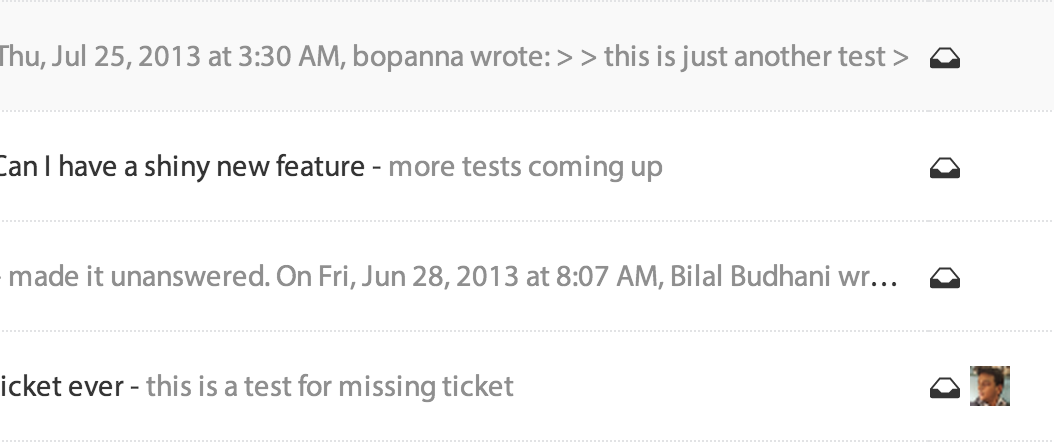 Thu, Jul 25, 2013 at 3:30 AM, bopanna wrote: > > this is just another test >
Can I have a shiny new feature - more tests coming up
- made it unanswered. On Fri, Jun 28, 2013 at 8:07 AM, Bilal Budhani wr...
icket ever - this is a test for missing ticket